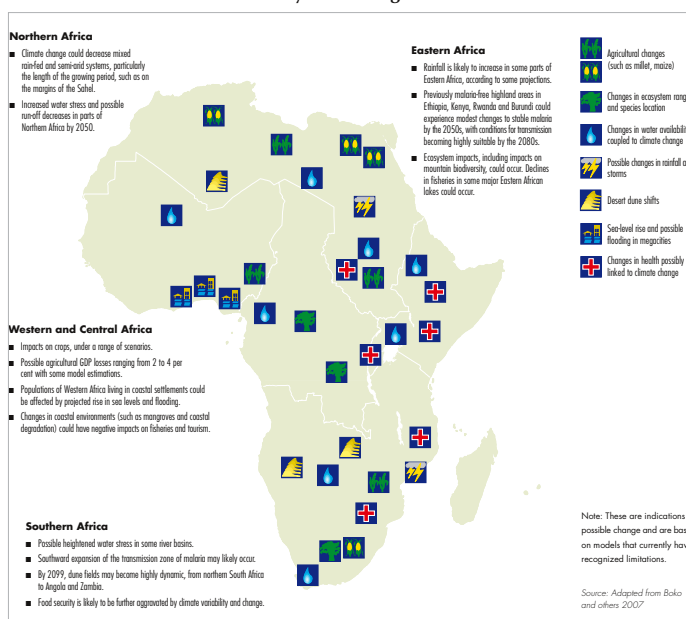 Northern Africa
■ Climate change could decrease mixed
rain-fed and semi-arid systems, particularly
the length of the growing period, such as on
the margins of the Sahel.
■ Increased water stress and possible
run-off decreases in parts of
Northern Africa by 2050.
Eastern Africa
■ Rainfall is likely to increase in some parts of
Eastern Africa, according to some projections.
■ Previously malaria-free highland areas in
Ethiopia, Kenya, Rwanda and Burundi could
experience modest changes to stable malaria
by the 2050s, with conditions for transmission
becoming highly suitable by the 2080s.
■ Ecosystem impacts, including impacts on
mountain biodiversity, could occur. Declines
in fisheries in some major Eastern African
lakes could occur.
Agricultural changes
(such as millet, maize)
Changes in ecosystem rang
and species location
Changes in water availabili
coupled to climate change
Possible changes in rainfall a
storms
Desert dune shifts
Sea-level rise and possible
flooding in megacities
Changes in health possibly
linked to climate change
Western and Central Africa
■ Impacts on crops, under a range of scenarios.
■ Possible agricultural GDP losses ranging from 2 to 4 per
cent with some model estimations.
■ Populations of Western Africa living in coastal settlements could
be affected by projected rise in sea levels and flooding.
■ Changes in coastal environments (such as mangroves and coastal
degradation) could have negative impacts on fisheries and tourism.
Southern Africa
■ Possible heightened water stress in some river basins.
■ Southward expansion of the transmission zone of malaria may likely occur.
■ By 2099, dune fields may become highly dynamic, from northern South Africa
to Angola and Zambia.
■ Food security is likely to be further aggravated by climate variability and change.
Note: These are indications
possible change and are bas
on models that currently hav
recognized limitations.
Source: Adapted from Boko
and others 2007